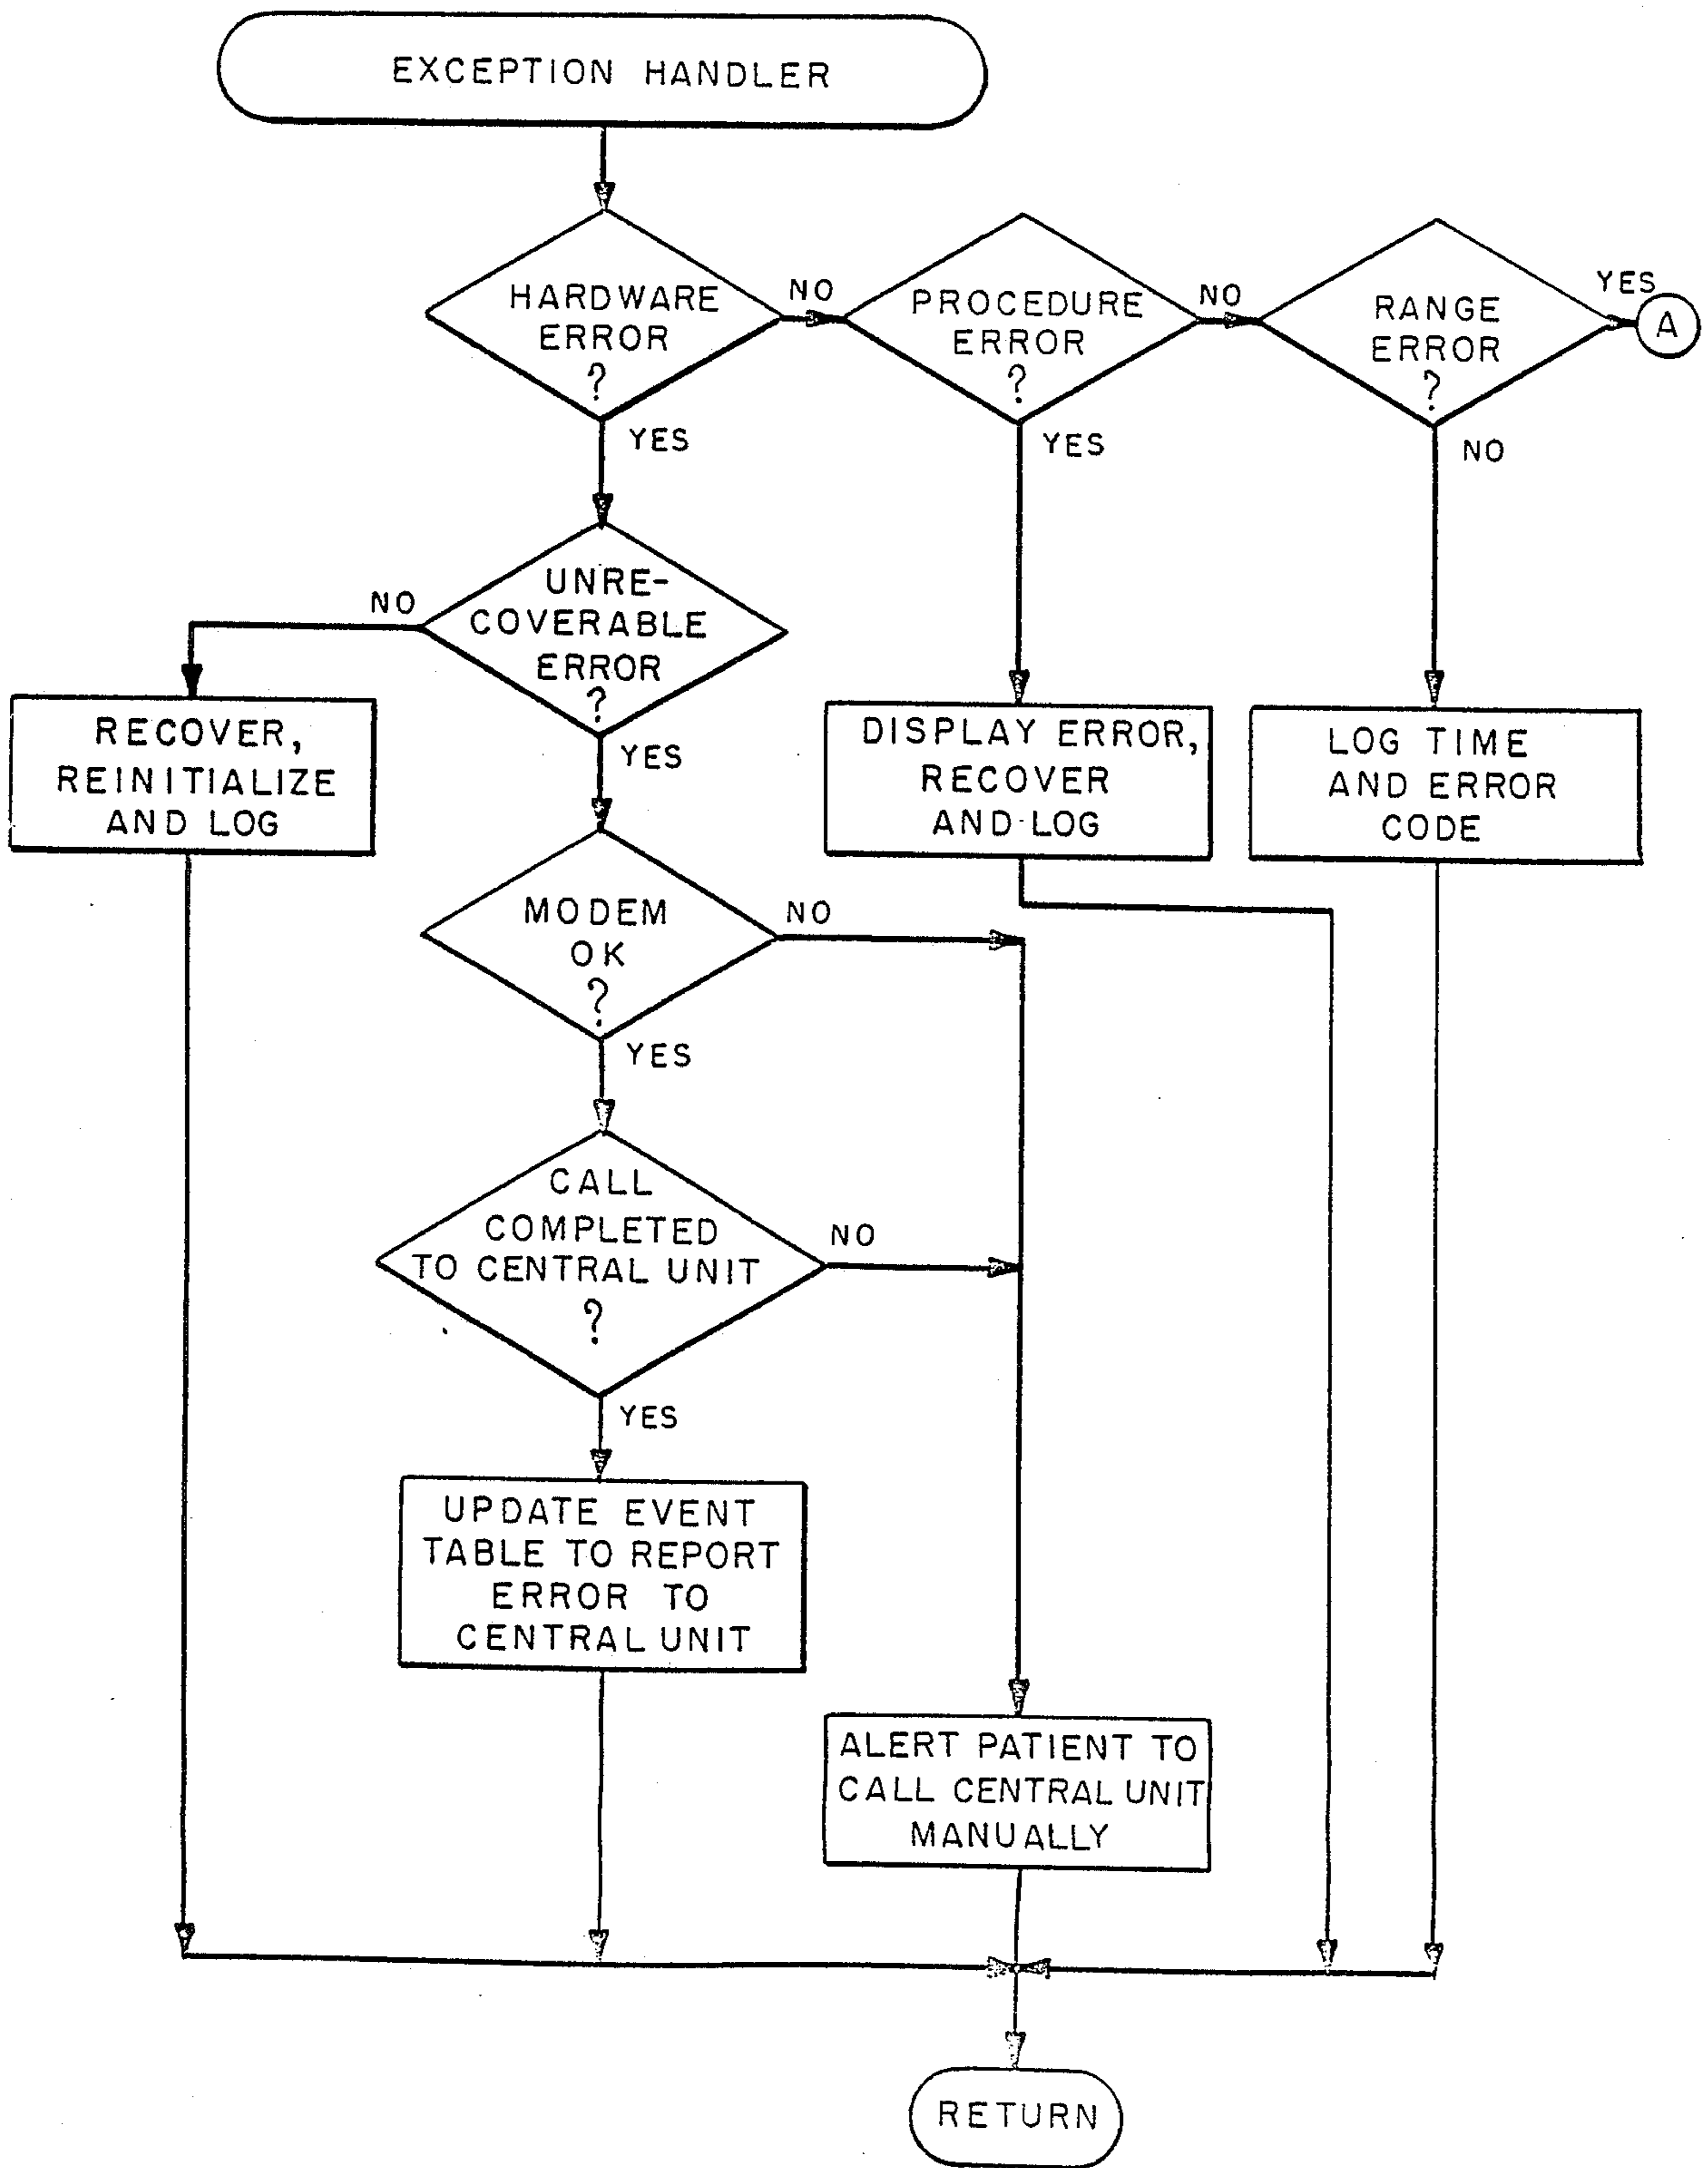 EXCEPTION HANDLER
HARDWARE
ERROR
?
NO
YES
PROCEDURE
ERROR
?
NO
YES
RANGE
ERROR
?
YES
A
NO
UNRE-
COVERABLE
ERROR
?
NO
YES
RECOVER,
REINITIALIZE
AND LOG
DISPLAY ERROR,
RECOVER
AND LOG
LOG TIME
AND ERROR
CODE
MODEM
OK
?
NO
YES
CALL
COMPLETED
TO CENTRAL UNIT
?
NO
YES
UPDATE EVENT
TABLE TO REPORT
ERROR TO
CENTRAL UNIT
ALERT PATIENT TO
CALL CENTRAL UNIT
MANUALLY
RETURN